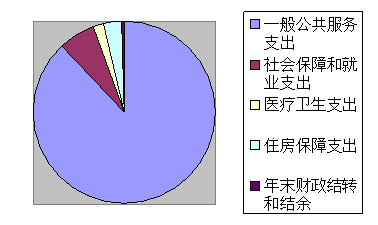 一般公共服务
支出
社会保障和就
业支出
医疗卫生支出
住房保障支出
年末财政结转
和结余